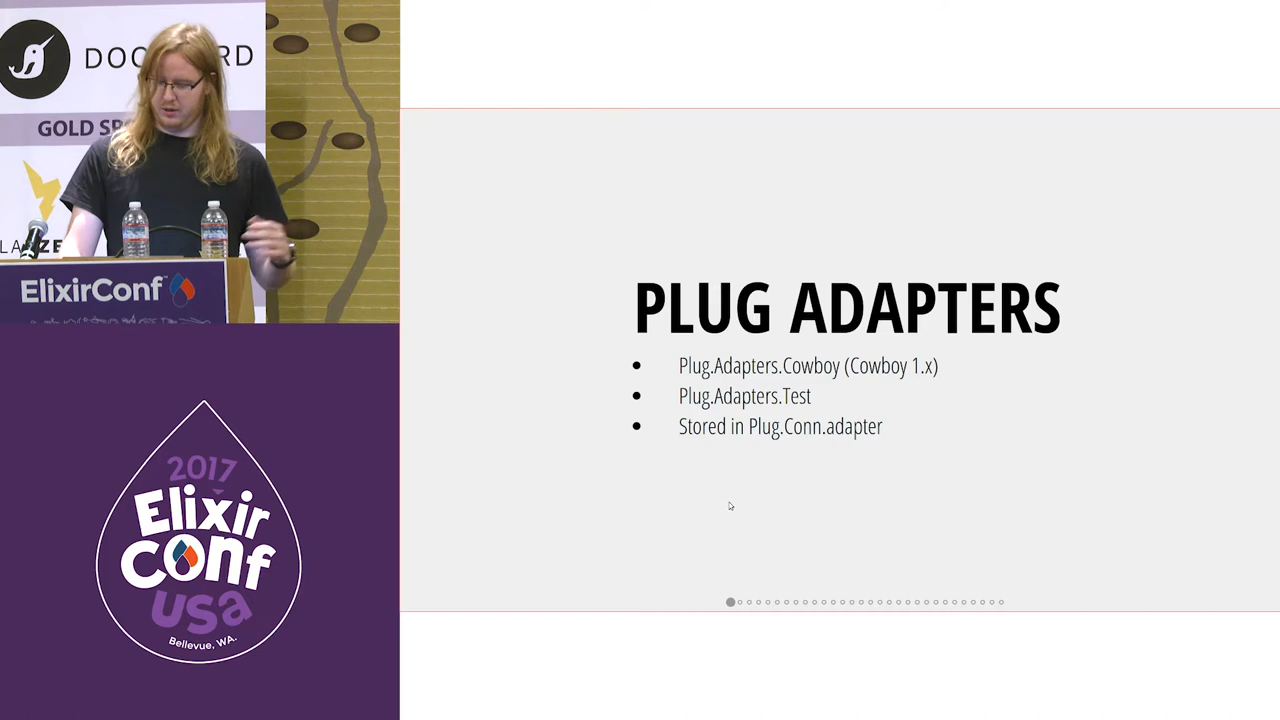 DOC RD
GOLD SP
ElixirConf
PLUG ADAPTERS
Plug.Adapters.Cowboy (Cowboy 1.x)
Plug.Adapters.Test
Stored in Plug.Conn.adapter
2017
Elixir
Conf
USA
Bellevue, WA.